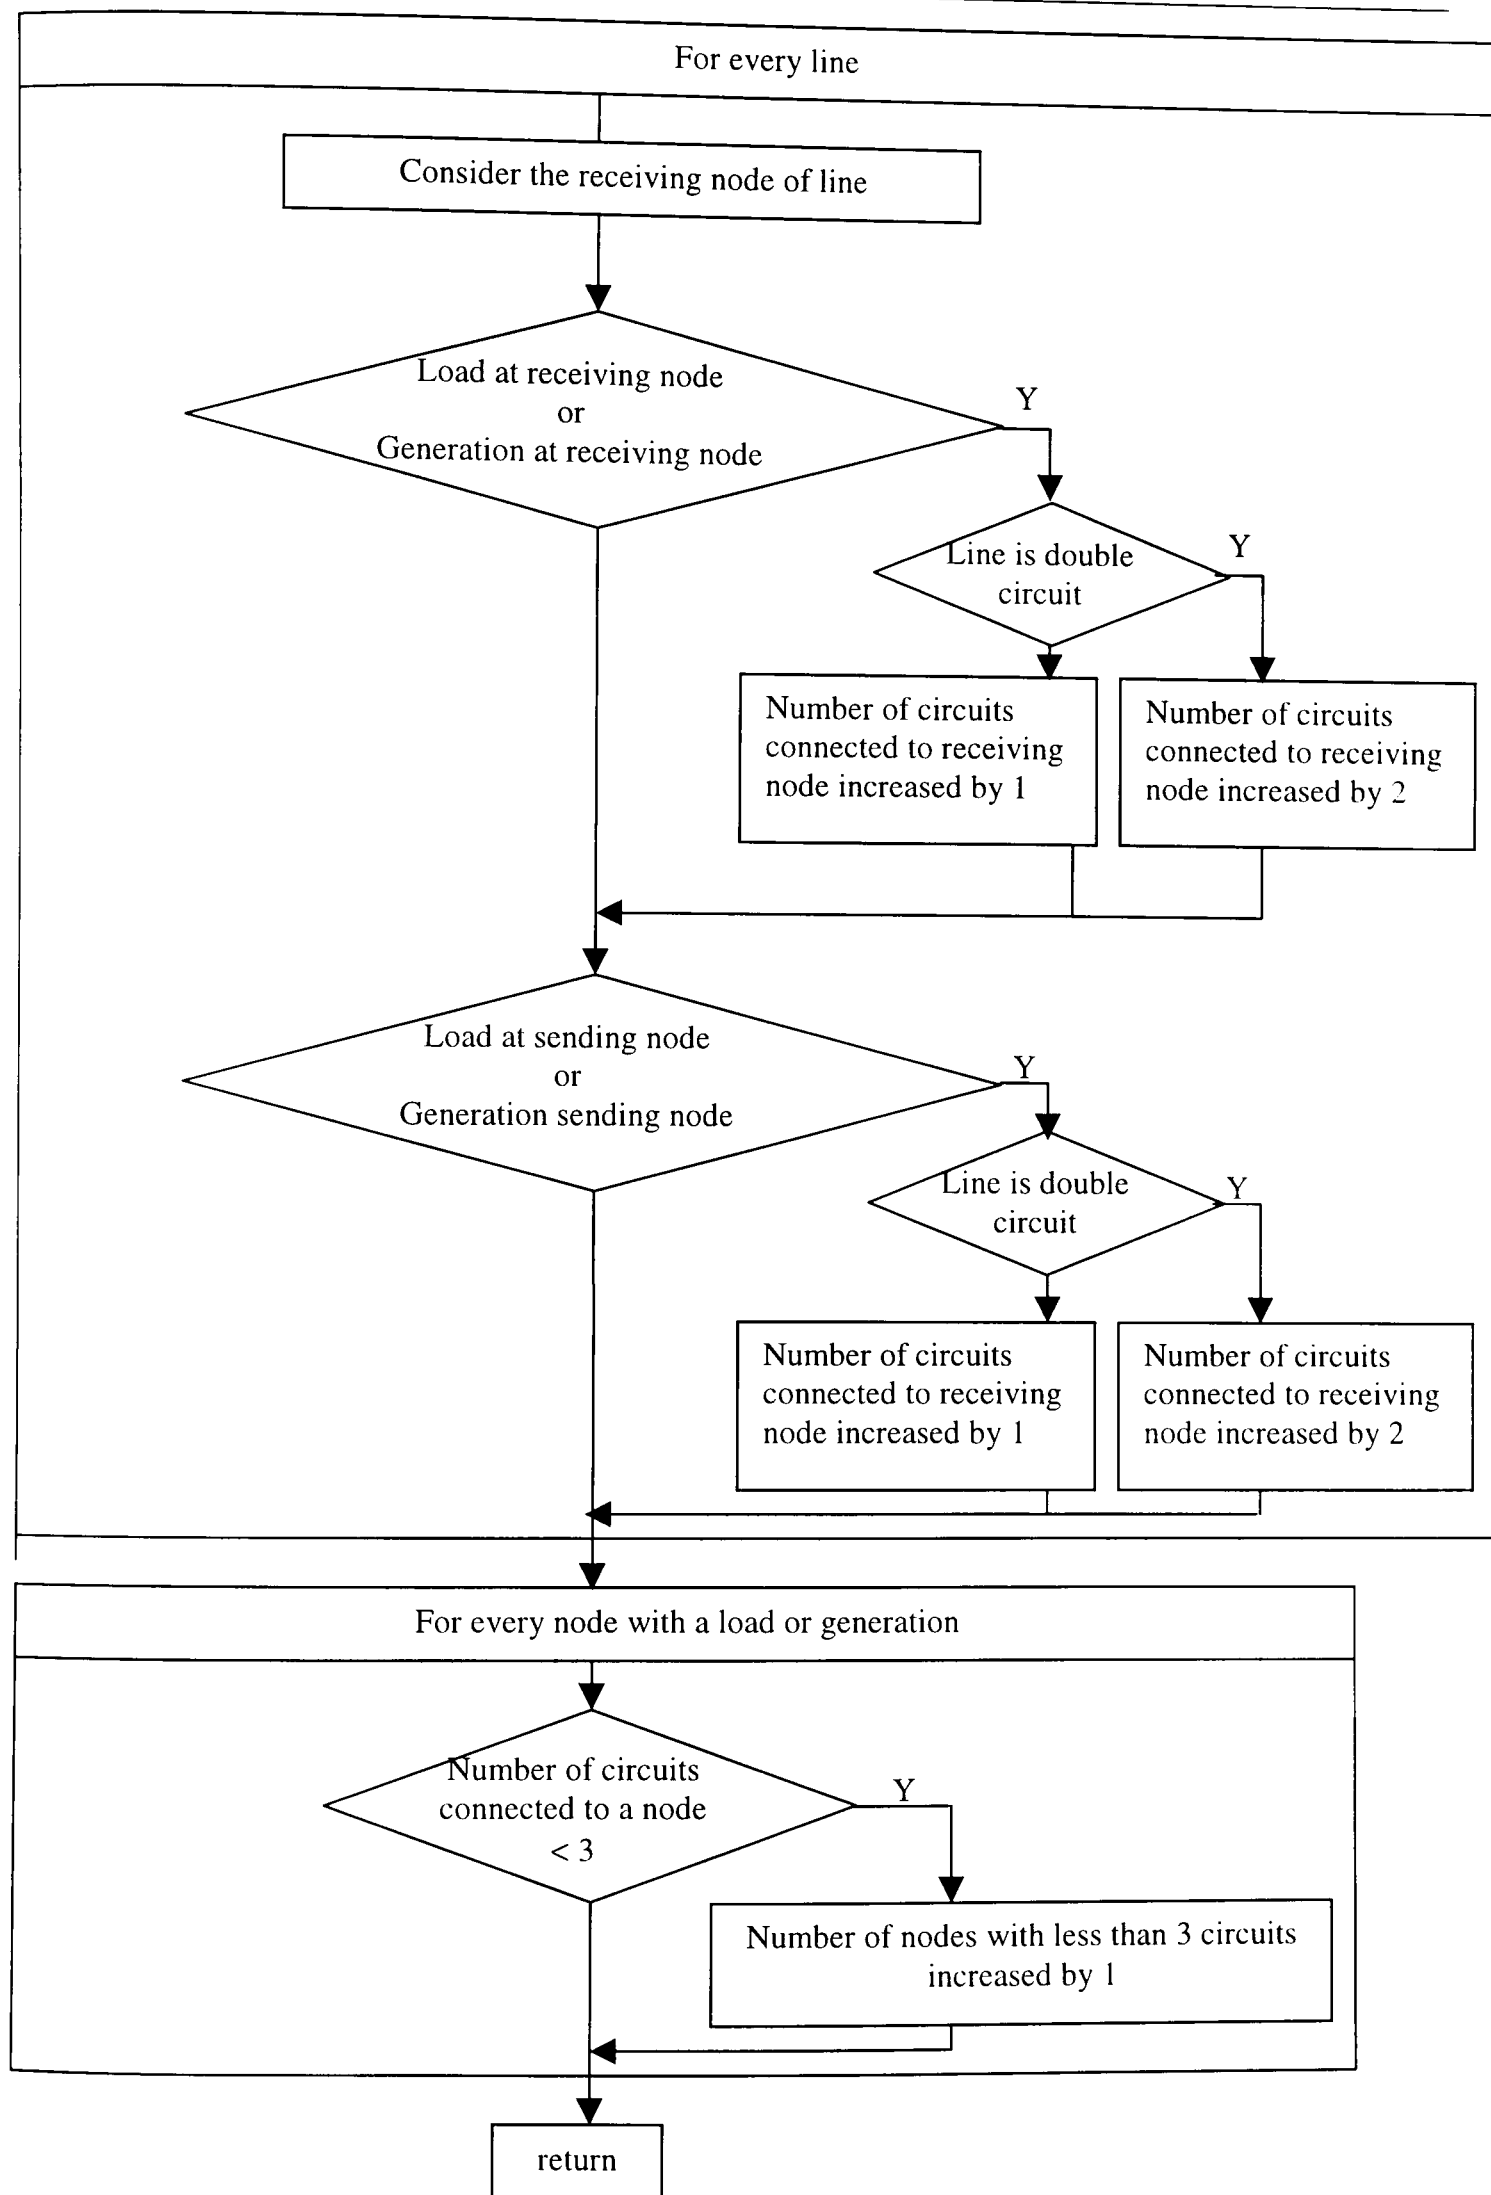 For every line
Consider the receiving node of line
Load at receiving node
or
Generation at receiving node
Y
Line is double
circuit
Y
Number of circuits
connected to receiving
node increased by 1
Number of circuits
connected to receiving
node increased by 2
Load at sending node
or
Generation sending node
Y
Line is double
circuit
Y
Number of circuits
connected to receiving
node increased by 1
Number of circuits
connected to receiving
node increased by 2
For every node with a load or generation
Number of circuits
connected to a node
< 3
Y
Number of nodes with less than 3 circuits
increased by 1
return